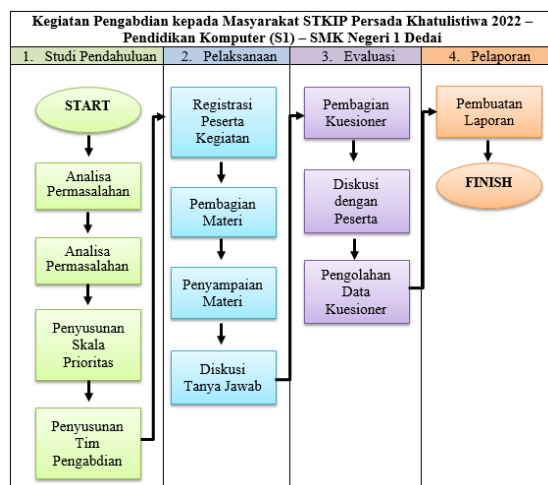 Kegiatan Pengabdian kepada Masyarakat STKIP Persada Khatulistiwa 2022 –
Pendidikan Komputer (S1) – SMK Negeri 1 Dedai
1. Studi Pendahuluan
2. Pelaksanaan
3. Evaluasi
4. Pelaporan
START
Analisa
Permasalahan
Analisa
Permasalahan
Penyusunan
Skala
Prioritas
Penyusunan
Tim
Pengabdian
Registrasi
Peserta
Kegiatan
Pembagian
Materi
Penyampaian
Materi
Diskusi
Tanya Jawab
Pembagian
Kuesioner
Diskusi
dengan
Peserta
Pengolahan
Data
Kuesioner
Pembuatan
Laporan
FINISH